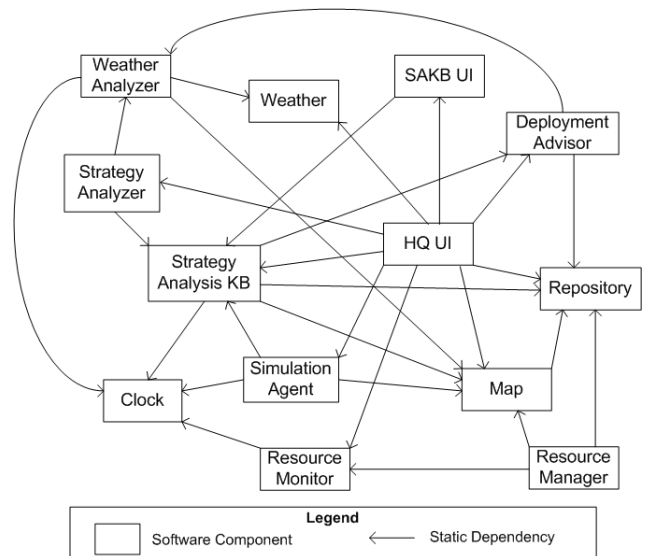 Weather
Analyzer
SAKB UI
Weather
Deployment
Advisor
Strategy
Analyzer
HQ UI
Strategy
Analysis KB
Repository
Simulation
Agent
Map
Clock
Resource
Monitor
Resource
Manager
Legend
Software Component
Static Dependency